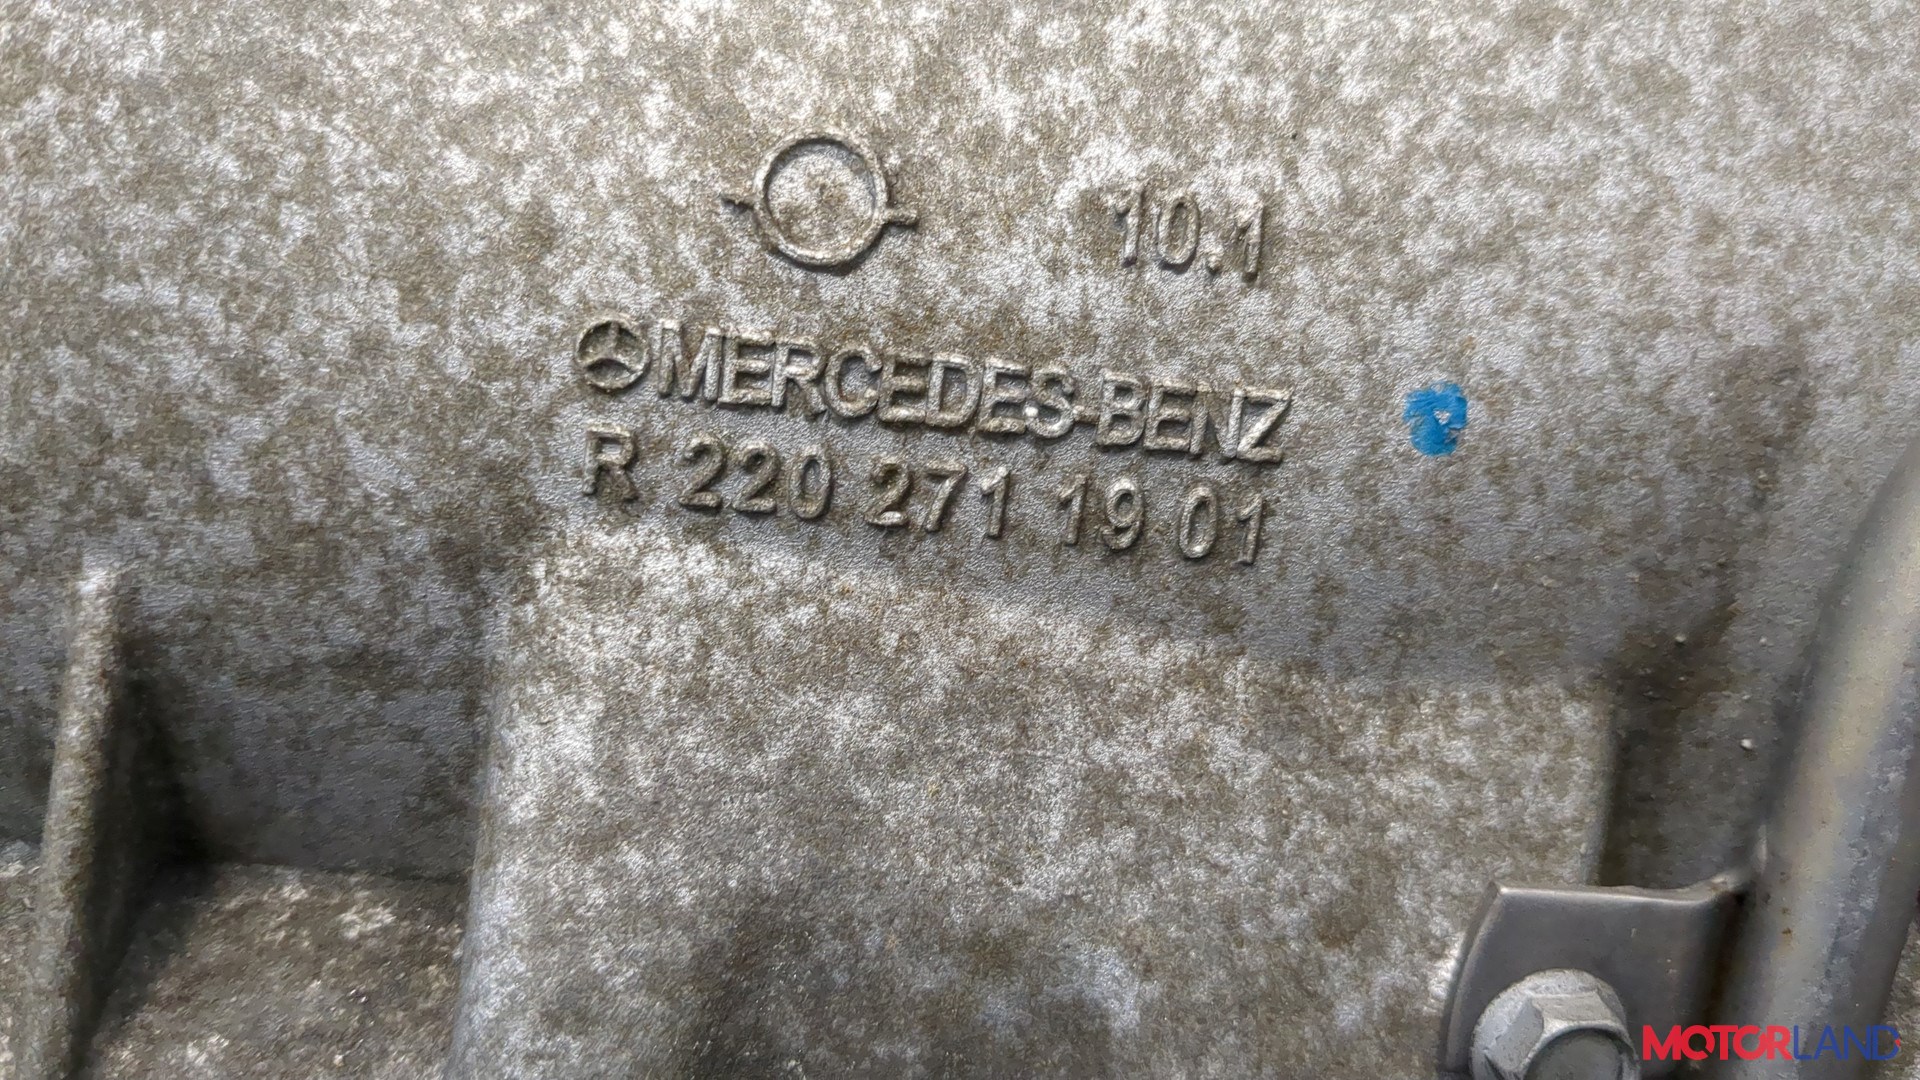 10.1
MERCEDES-BENZ
R 220 271 19 01
MOTORLAND